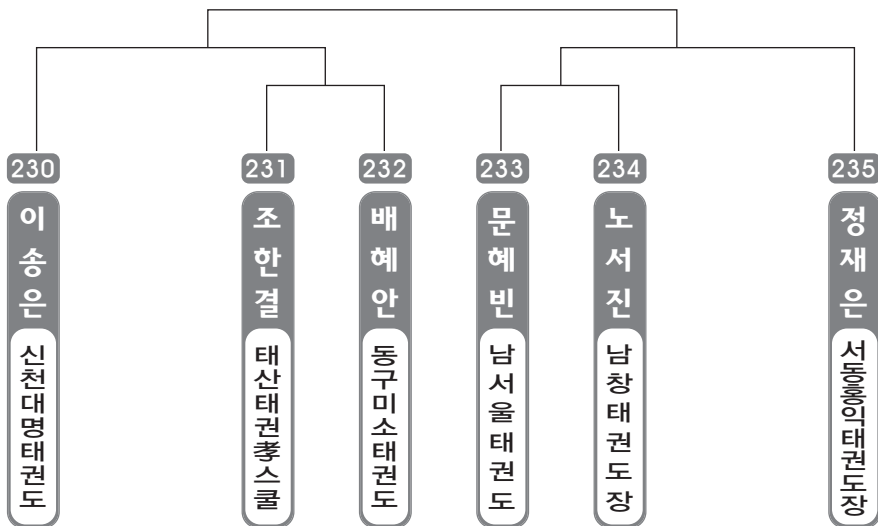 230
이송은
신천대명태권도
231
조한결
태산태권孝스쿨
232
배혜안
동구미소태권도
233
문혜빈
남서울태권도
234
노서진
남창태권도장
235
정재은
서동홍익태권도장